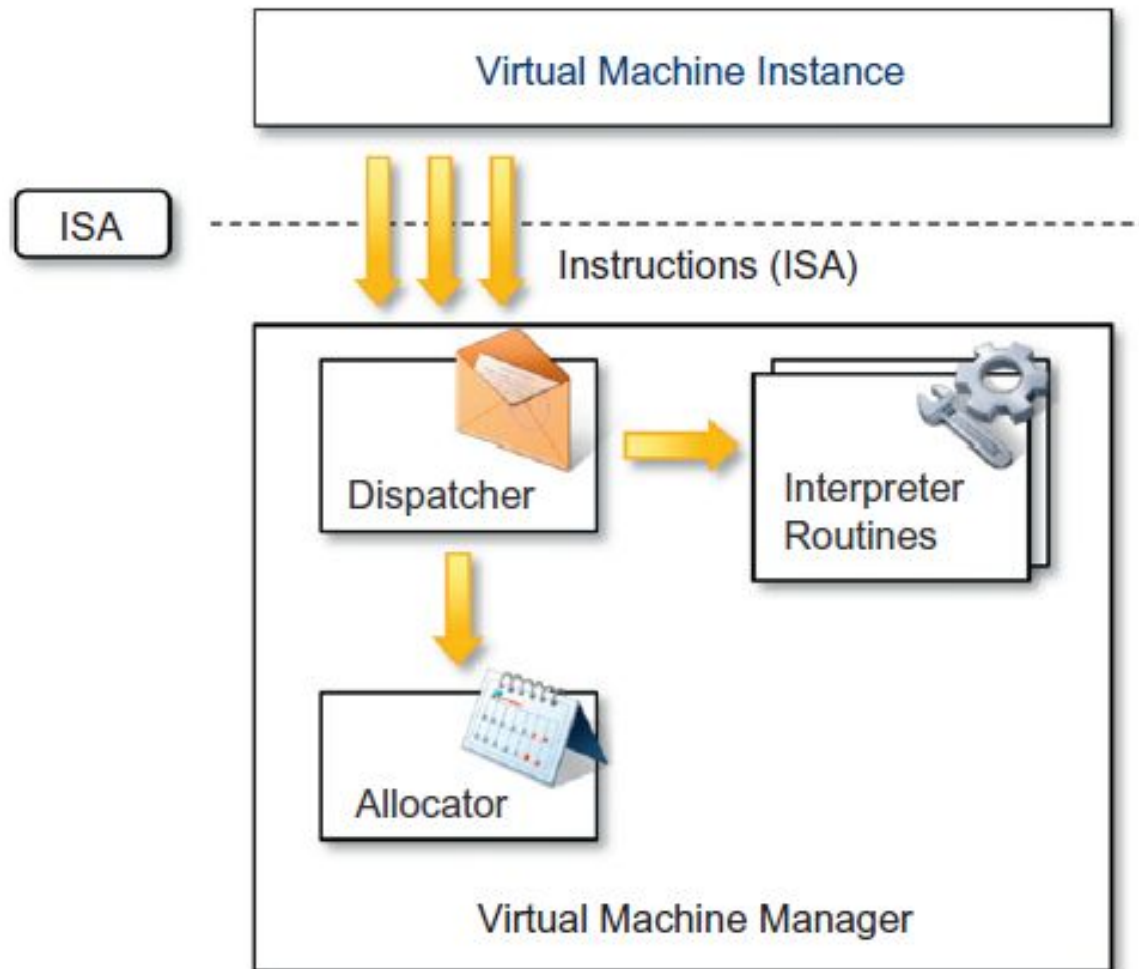 Virtual Machine Instance
ISA
Instructions (ISA)
Dispatcher
Interpreter
Routines
Allocator
Virtual Machine Manager